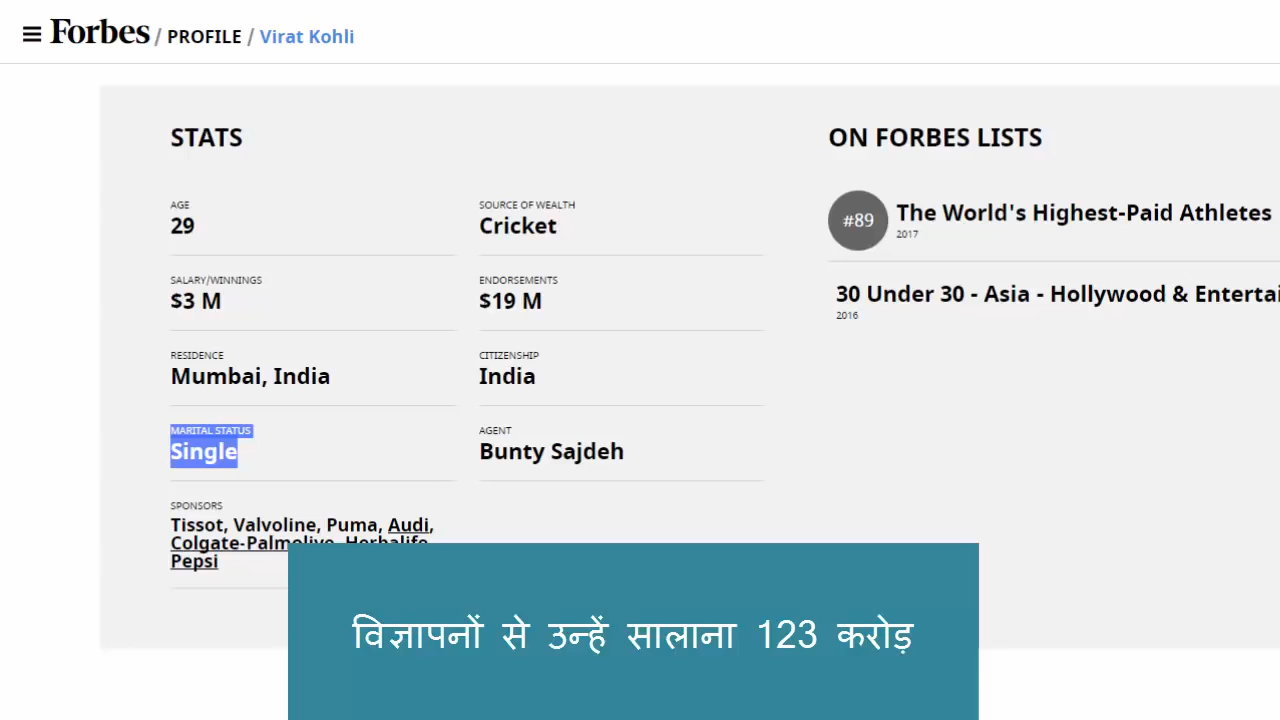 Forbes / PROFILE / Virat Kohli
STATS
AGE
29
SOURCE OF WEALTH
Cricket
SALARY/WINNINGS
$3 M
ENDORSEMENTS
$19 M
RESIDENCE
Mumbai, India
CITIZENSHIP
India
MARITAL STATUS
Single
AGENT
Bunty Sajdeh
SPONSORS
Tissot, Valvoline, Puma, Audi,
Colgate-Palmolive, Herbalife,
Pepsi
ON FORBES LISTS
#89 The World's Highest-Paid Athletes
2017
30 Under 30 - Asia - Hollywood & Entertai
2016
विज्ञापनों से उन्हें सालाना 123 करोड़